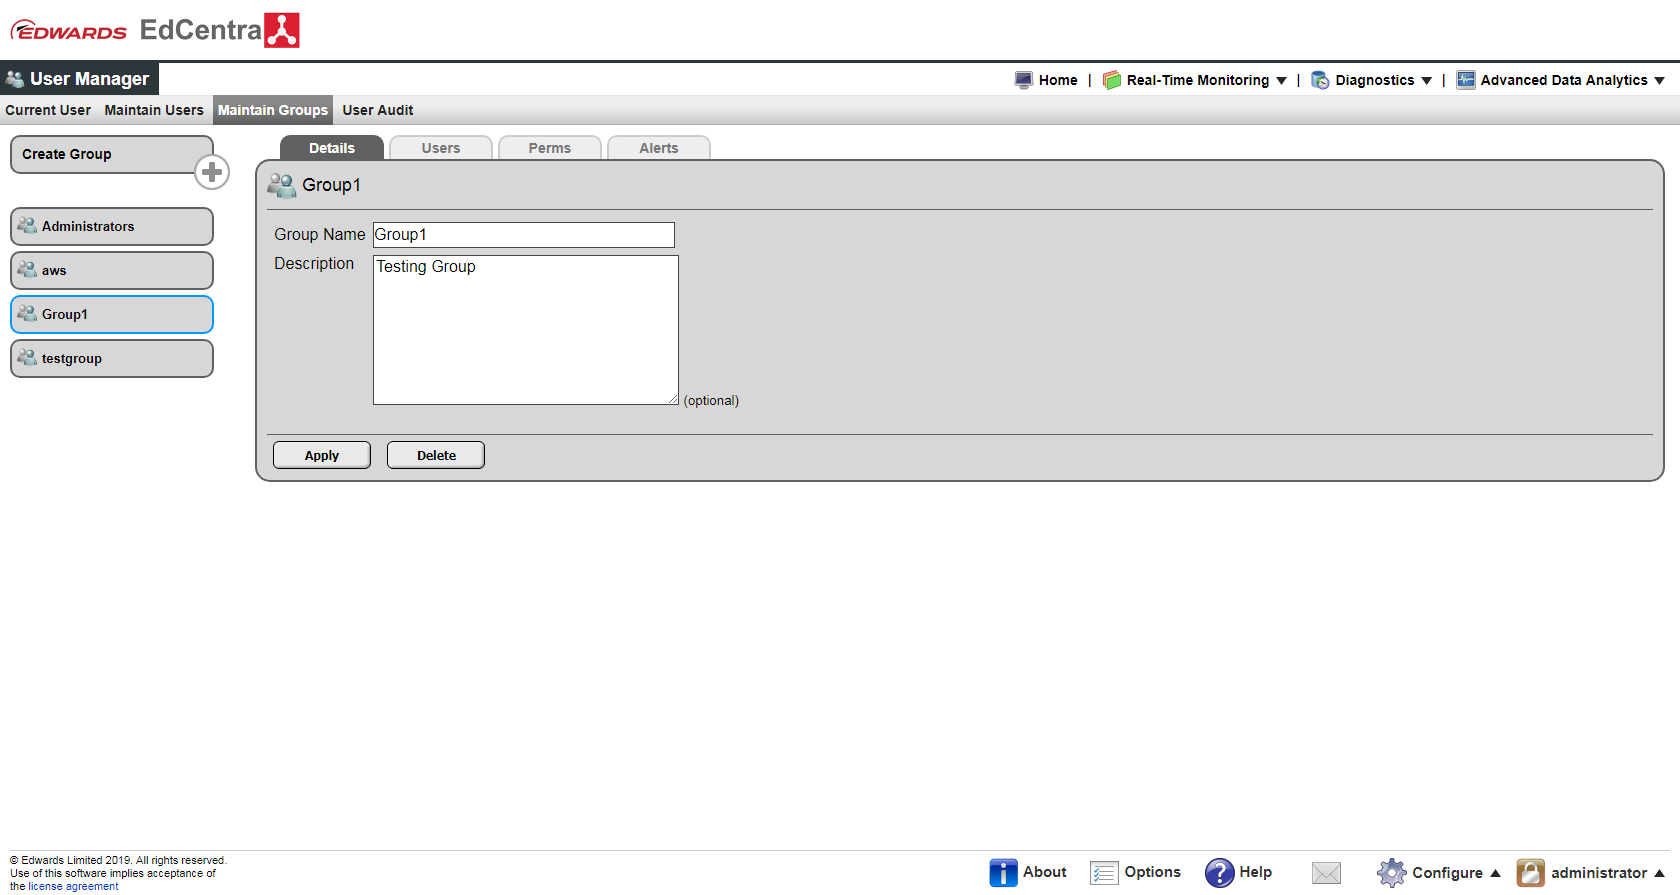 EDWARDS EdCentra
User Manager
Home | Real-Time Monitoring ▼ | Diagnostics ▼ | Advanced Data Analytics ▼
Current User Maintain Users Maintain Groups User Audit
Create Group
Details Users Perms Alerts
Group1
Administrators
aws
Group1
testgroup
Group Name Group1
Description Testing Group
(optional)
Apply Delete
© Edwards Limited 2019. All rights reserved.
Use of this software implies acceptance of
the license agreement
About Options Help Configure ▲ administrator ▲